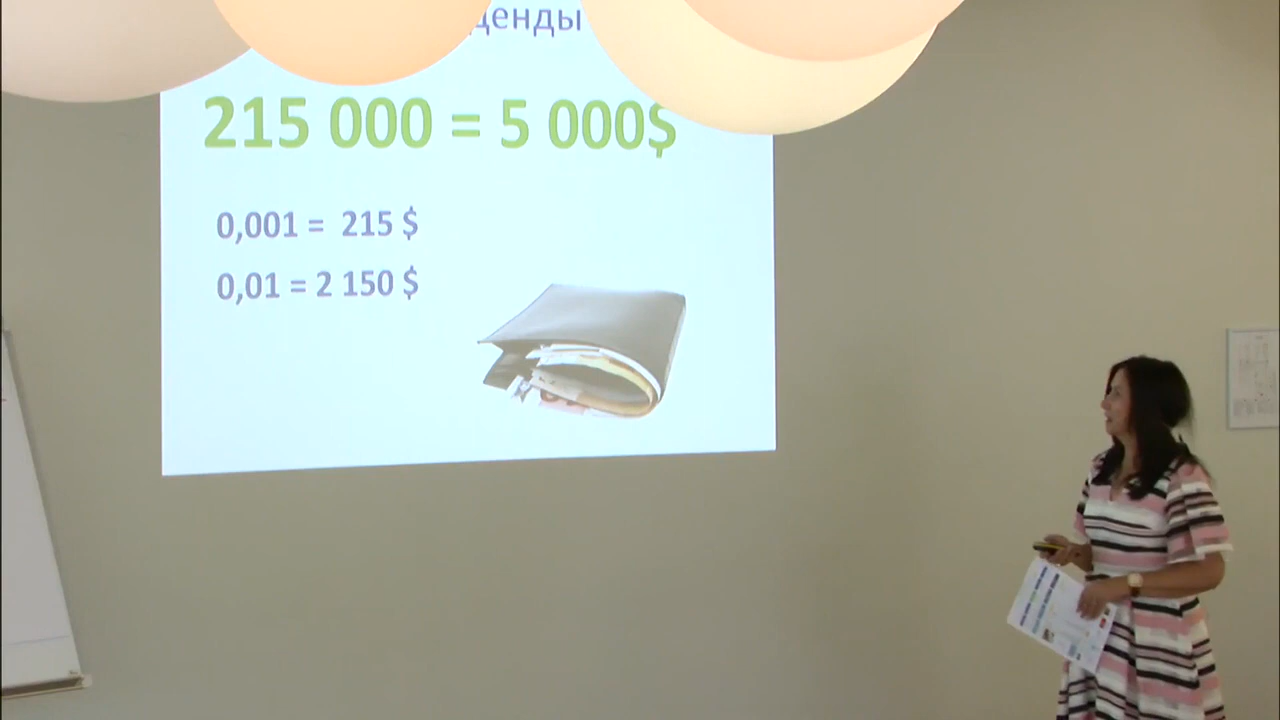 215 000 = 5 000$
0,001 = 215 $
0,01 = 2 150 $